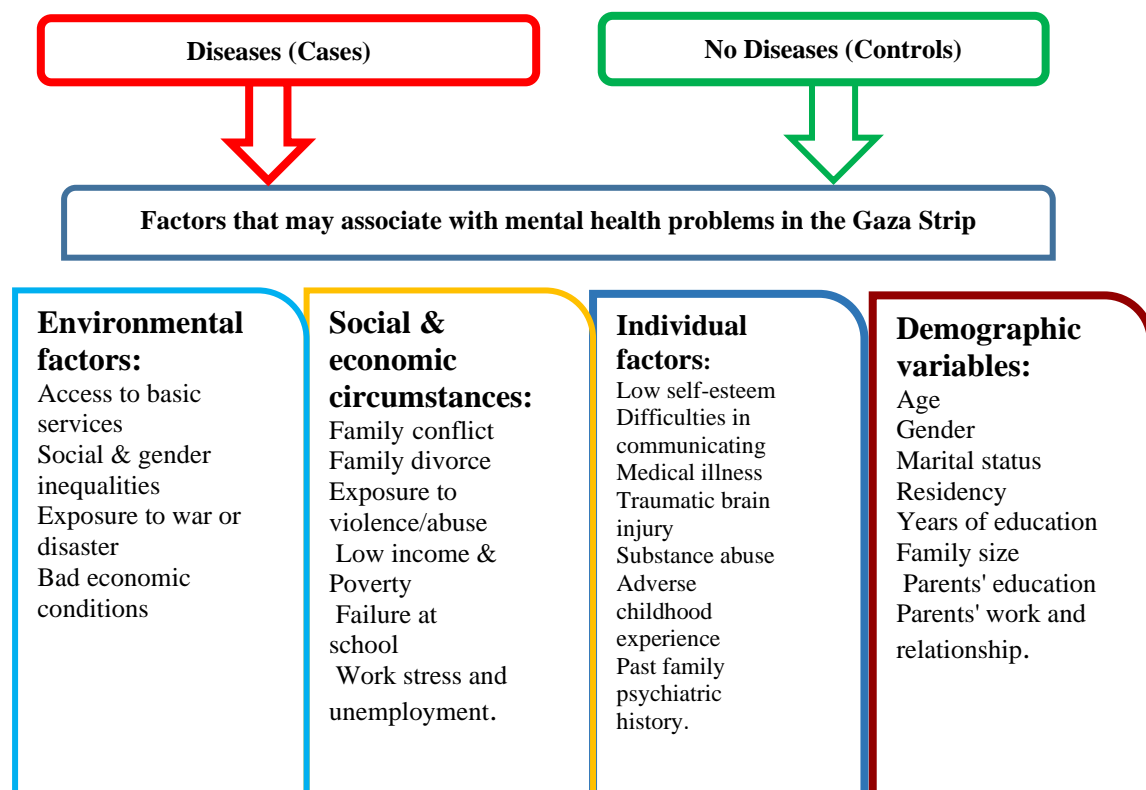 Diseases (Cases)
No Diseases (Controls)
Factors that may associate with mental health problems in the Gaza Strip
Environmental
factors:
Access to basic
services
Social & gender
inequalities
Exposure to war or
disaster
Bad economic
conditions
Social &
economic
circumstances:
Family conflict
Family divorce
Exposure to
violence/abuse
Low income &
Poverty
Failure at
school
Work stress and
unemployment.
Individual
factors:
Low self-esteem
Difficulties in
communicating
Medical illness
Traumatic brain
injury
Substance abuse
Adverse
childhood
experience
Past family
psychiatric
history.
Demographic
variables:
Age
Gender
Marital status
Residency
Years of education
Family size
Parents' education
Parents' work and
relationship.